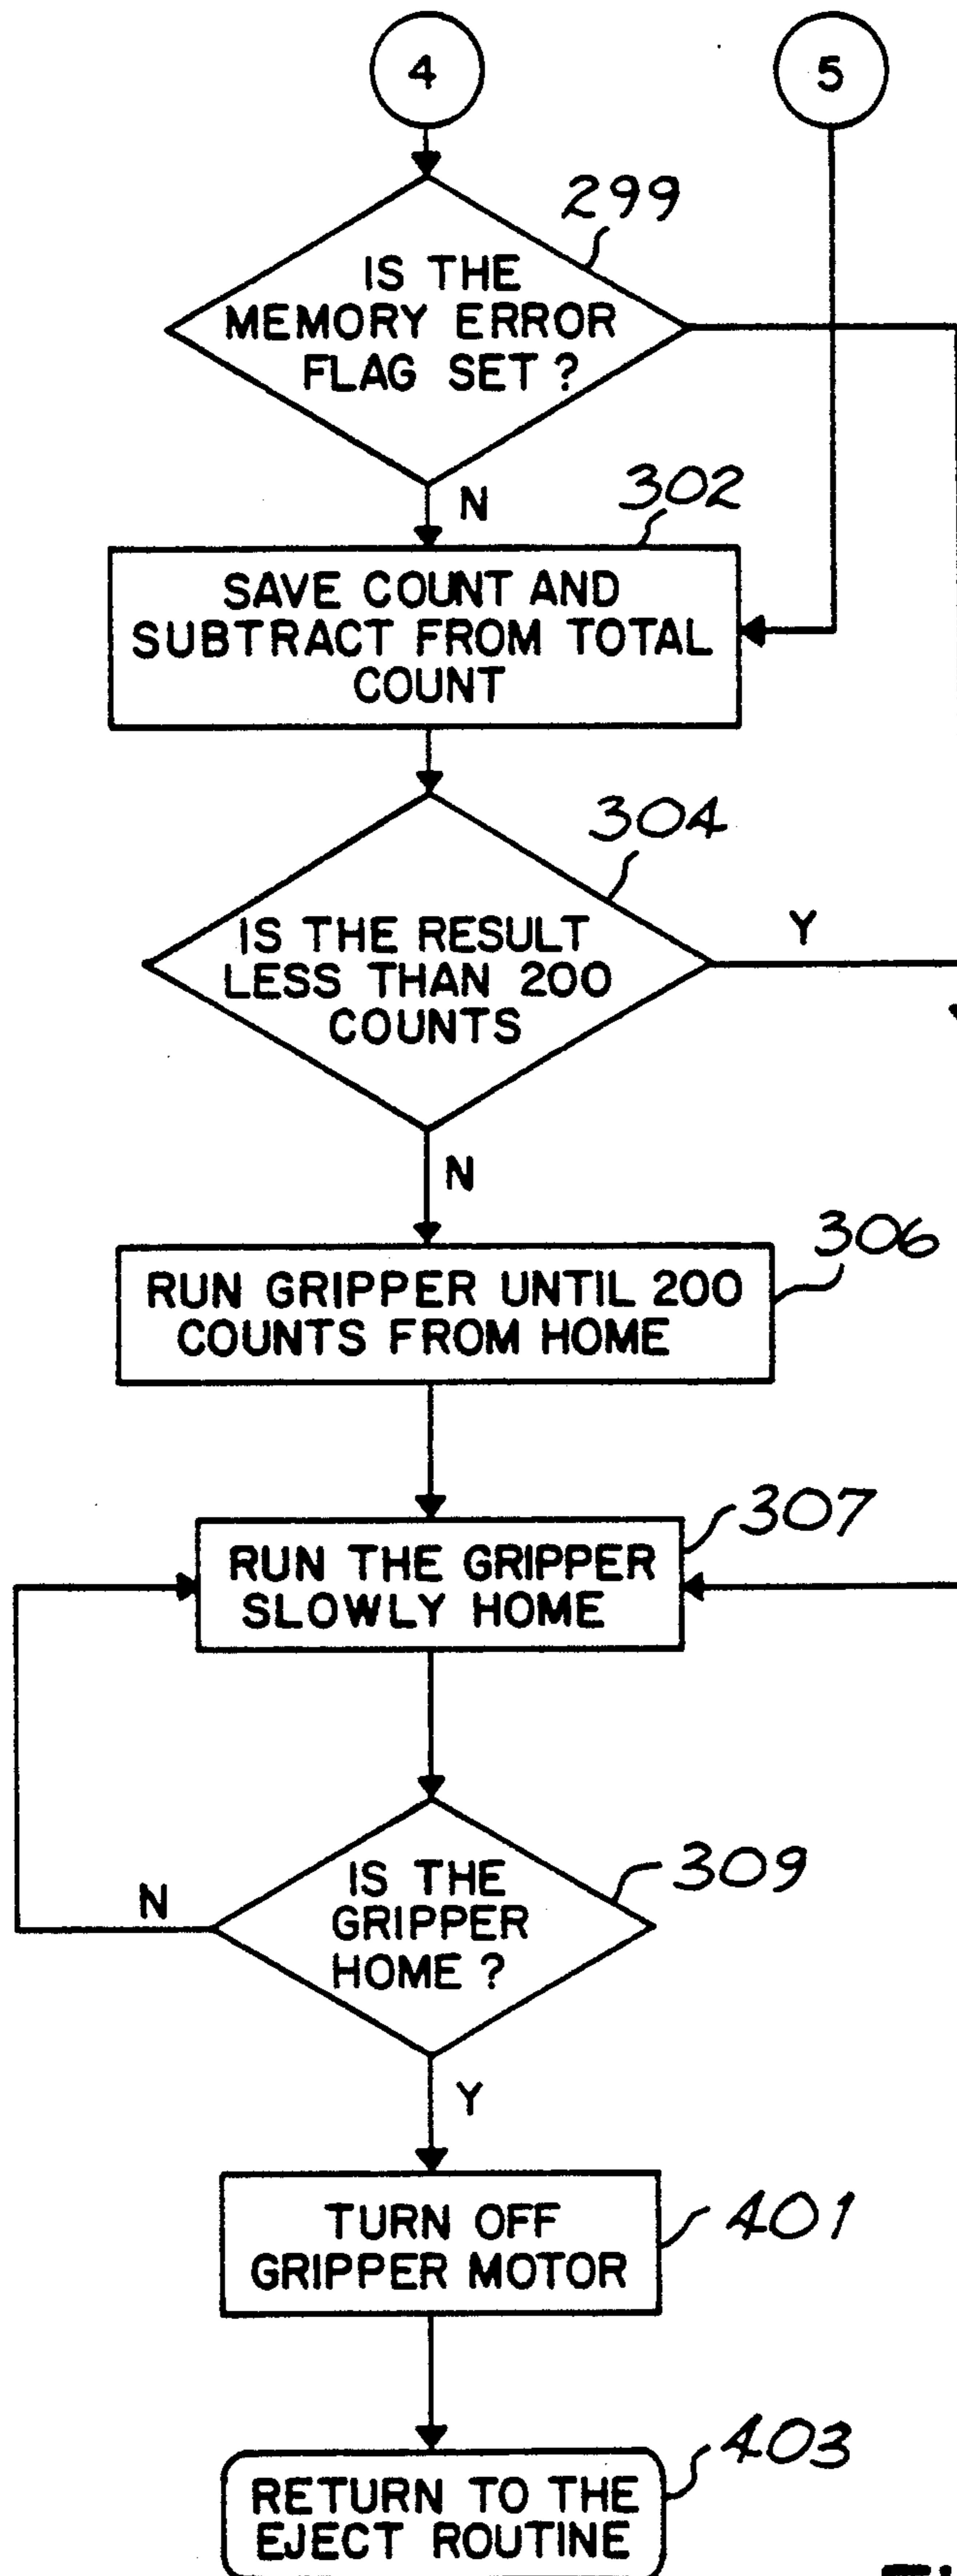 4
5
299
IS THE
MEMORY ERROR
FLAG SET ?
N
302
SAVE COUNT AND
SUBTRACT FROM TOTAL
COUNT
304
IS THE RESULT
LESS THAN 200
COUNTS
Y
N
306
RUN GRIPPER UNTIL 200
COUNTS FROM HOME
307
RUN THE GRIPPER
SLOWLY HOME
309
IS THE
GRIPPER
HOME ?
N
Y
401
TURN OFF
GRIPPER MOTOR
403
RETURN TO THE
EJECT ROUTINE